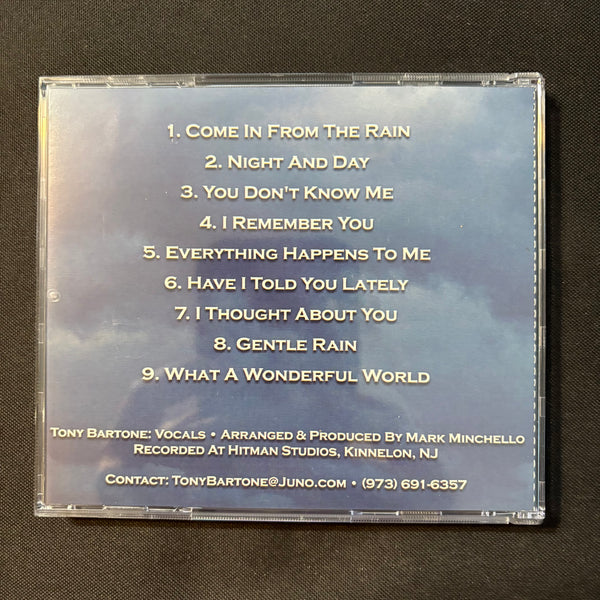 1. Come In From The Rain
2. Night And Day
3. You Don't Know Me
4. I Remember You
5. Everything Happens To Me
6. Have I Told You Lately
7. I Thought About You
8. Gentle Rain
9. What A Wonderful World
Tony Bartone: Vocals • Arranged & Produced By Mark Minchello
Recorded At Hitman Studios, Kinnelon, NJ
Contact: TonyBartone@Juno.com • (973) 691-6357